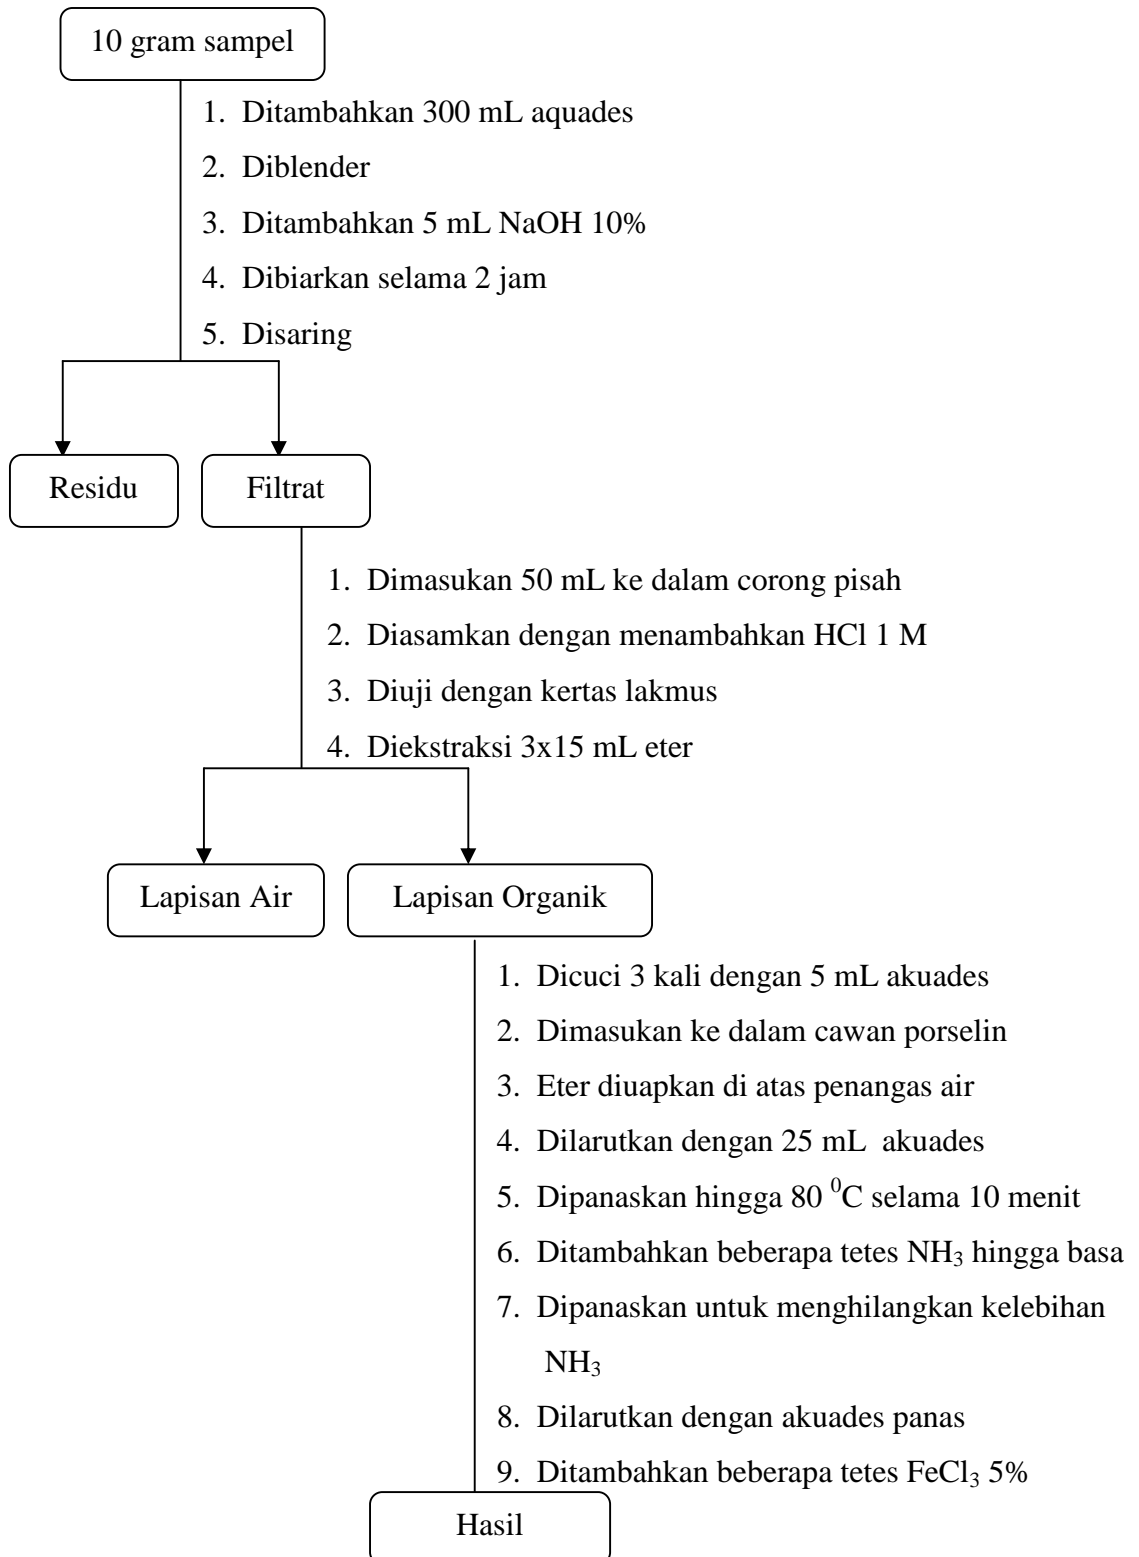 10 gram sampel
1. Ditambahkan 300 mL aquades
2. Diblender
3. Ditambahkan 5 mL NaOH 10%
4. Dibiarkan selama 2 jam
5. Disaring
Residu
Filtrat
1. Dimasukan 50 mL ke dalam corong pisah
2. Diasamkan dengan menambahkan HCl 1 M
3. Diuji dengan kertas lakmus
4. Diekstraksi 3x15 mL eter
Lapisan Air
Lapisan Organik
1. Dicuci 3 kali dengan 5 mL akuades
2. Dimasukan ke dalam cawan porselin
3. Eter diuapkan di atas penangas air
4. Dilarutkan dengan 25 mL akuades
5. Dipanaskan hingga 80 ⁰C selama 10 menit
6. Ditambahkan beberapa tetes NH₃ hingga basa
7. Dipanaskan untuk menghilangkan kelebihan
NH₃
8. Dilarutkan dengan akuades panas
9. Ditambahkan beberapa tetes FeCl₃ 5%
Hasil